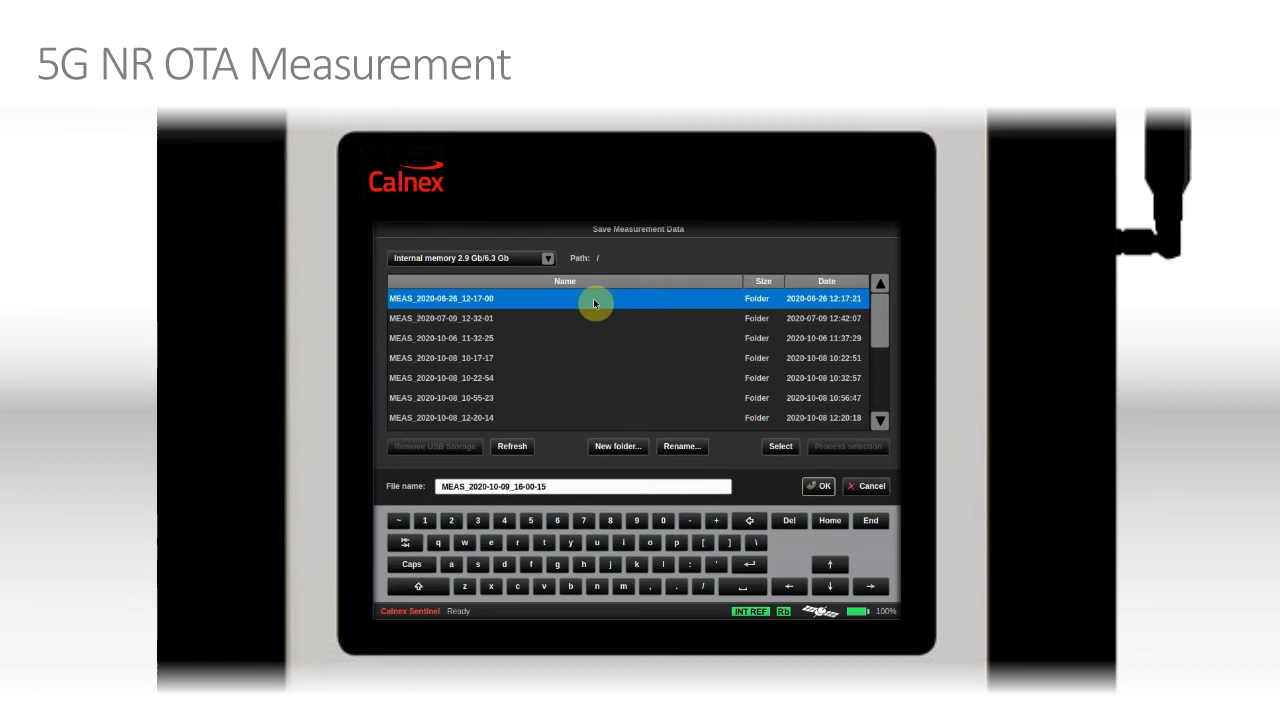 5G NR OTA Measurement
Calnex
Save Measurement Data
Internal memory 2.9 Gb/6.3 Gb Path: /
Name Size Date
MEAS_2020-06-26_12-17-00 Folder 2020-06-26 12:17:21
MEAS_2020-07-09_12-32-01 Folder 2020-07-09 12:42:07
MEAS_2020-10-06_11-32-25 Folder 2020-10-06 11:37:29
MEAS_2020-10-08_10-17-17 Folder 2020-10-08 10:22:51
MEAS_2020-10-08_10-22-54 Folder 2020-10-08 10:32:57
MEAS_2020-10-08_10-55-23 Folder 2020-10-08 10:56:47
MEAS_2020-10-08_12-20-14 Folder 2020-10-08 12:20:18
Remove USB Storage Refresh New folder... Rename... Select Process selection
File name: MEAS_2020-10-09_16-00-15 OK Cancel
~ 1 2 3 4 5 6 7 8 9 0 - + Del Home End
q w e r t y u i o p [ ] \
Caps a s d f g h j k l : '
z x c v b n m , . /
Calnex Sentinel Ready INT REF Rb 100%